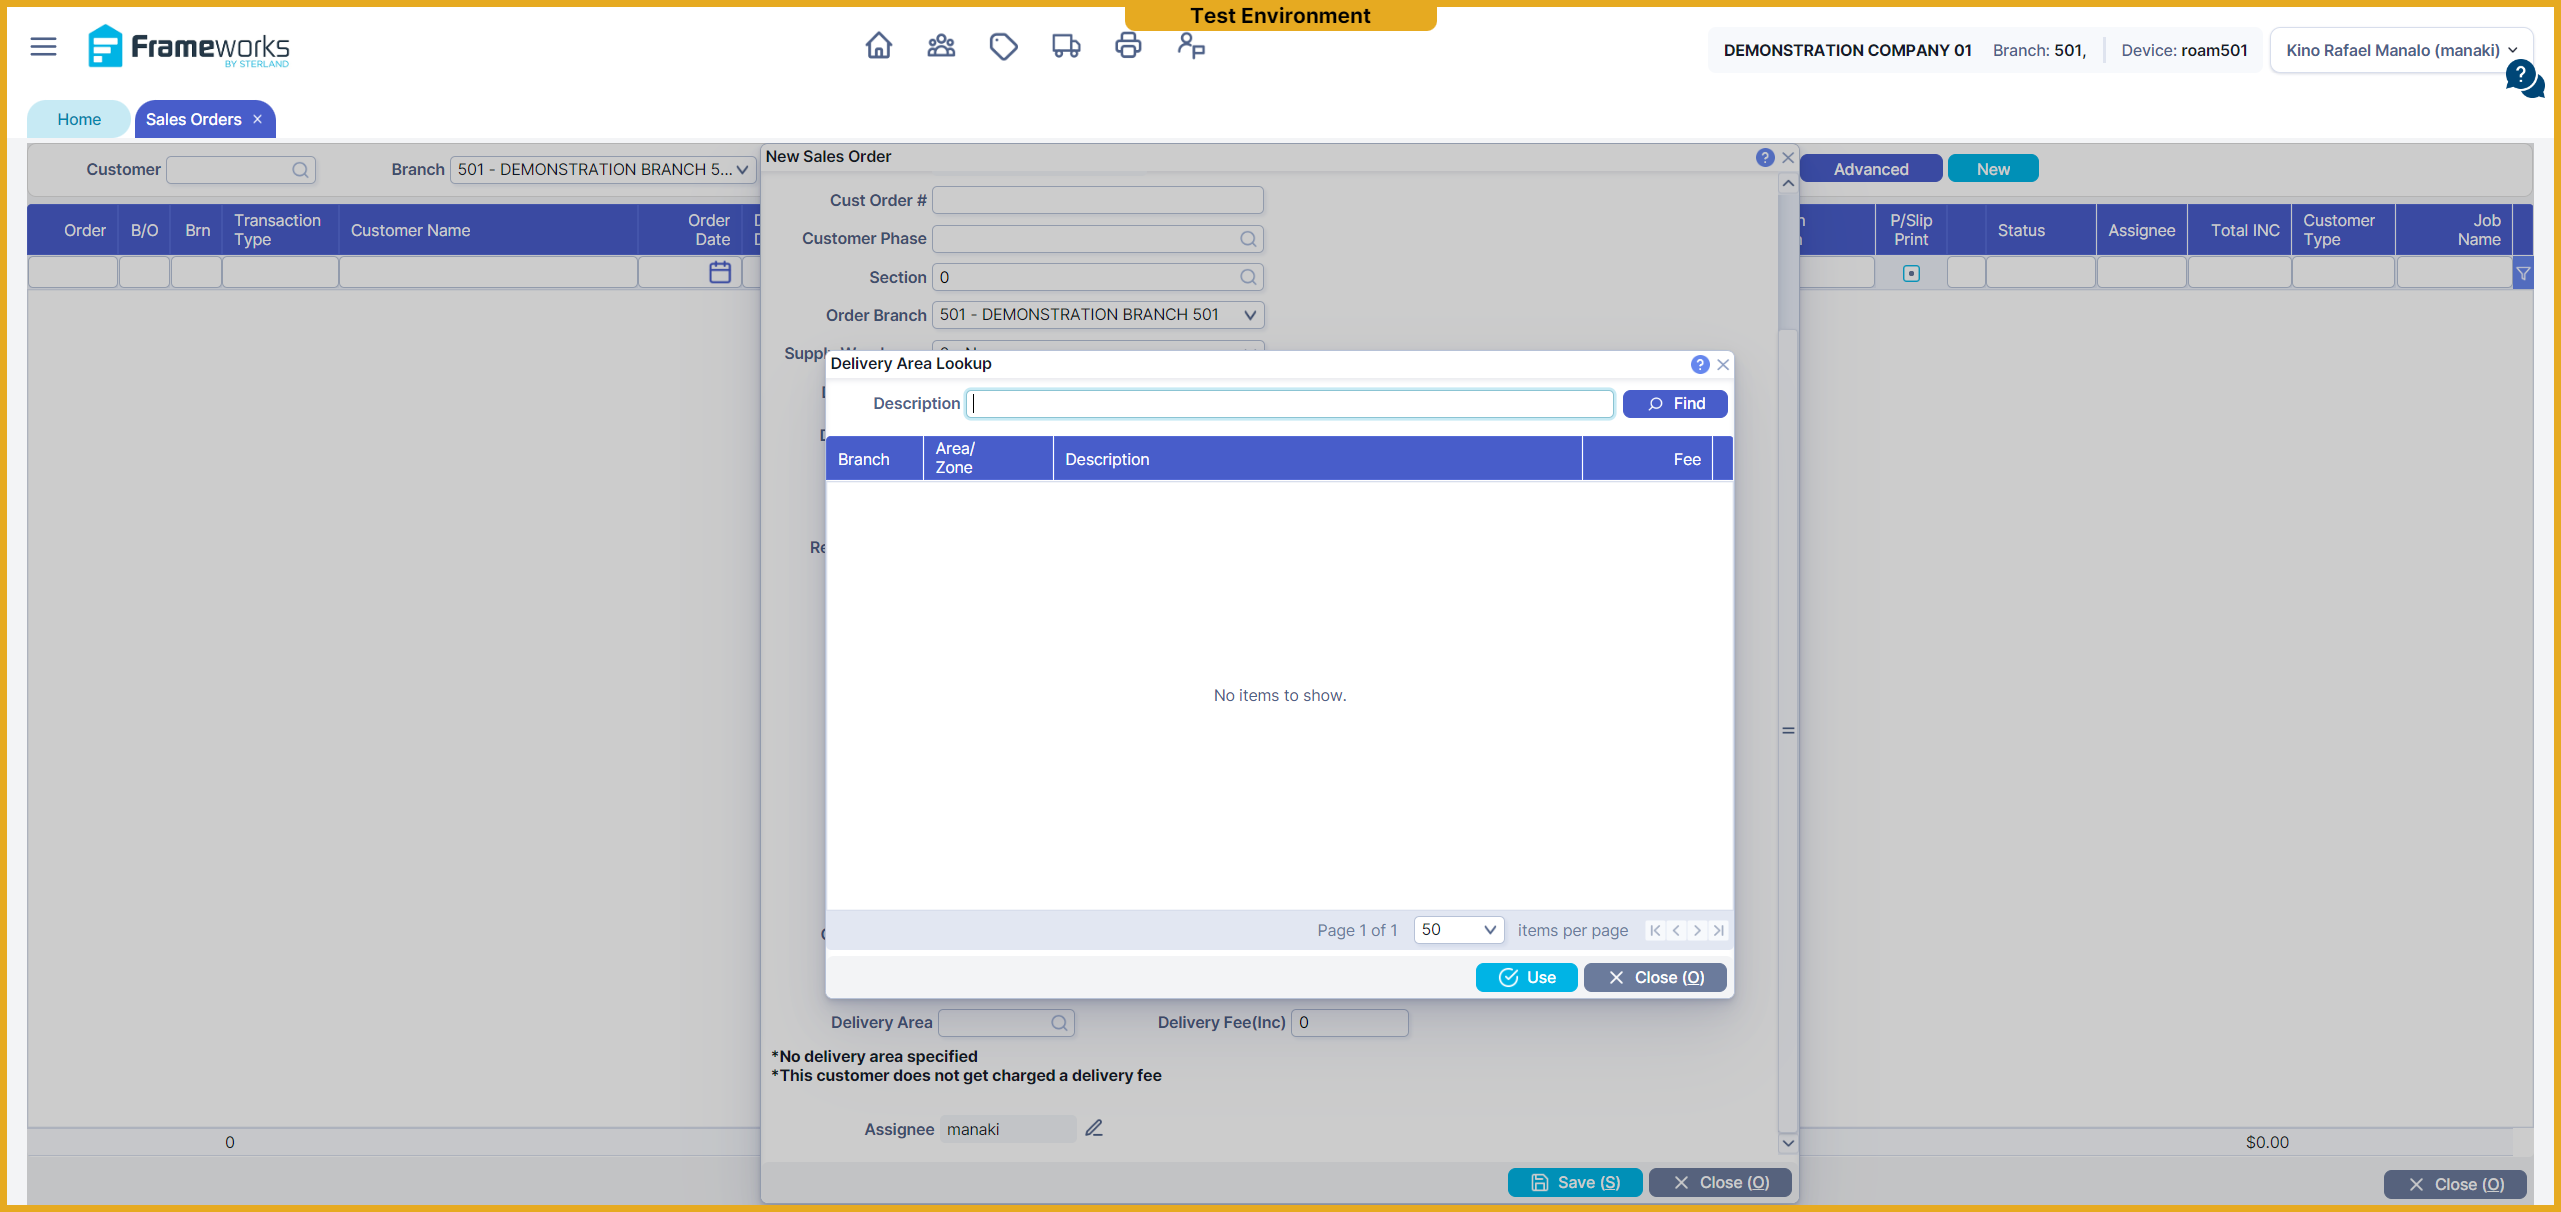 Test Environment
Frameworks
BY STERLAND
DEMONSTRATION COMPANY 01 Branch: 501, Device: roam501
Kino Rafael Manalo (manaki)
Home
Sales Orders
Customer
Branch 501 - DEMONSTRATION BRANCH 5...
New Sales Order
Advanced
New
Order
B/O
Brn
Transaction Type
Customer Name
Order Date
P/Slip Print
Status
Assignee
Total INC
Customer Type
Job Name
Cust Order #
Customer Phase
Section 0
Order Branch 501 - DEMONSTRATION BRANCH 501
Delivery Area Lookup
Description
Find
Branch
Area/ Zone
Description
Fee
No items to show.
Page 1 of 1 50 items per page
Use
Close (O)
Delivery Area
Delivery Fee(Inc) 0
*No delivery area specified
*This customer does not get charged a delivery fee
Assignee manaki
0
$0.00
Save (S)
Close (O)
Close (O)